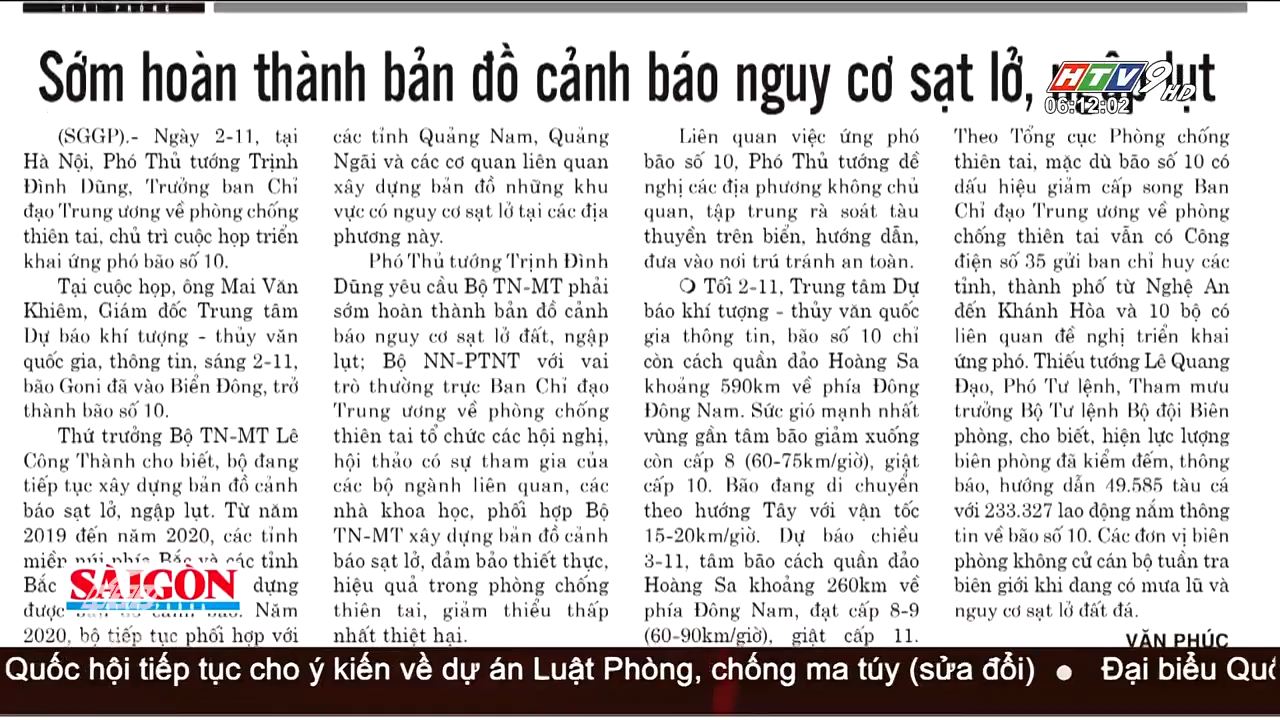 GIẢI PHÓNG
Sớm hoàn thành bản đồ cảnh báo nguy cơ sạt lở, ngập lụt
HTV9 HD
06:12:02
(SGGP).- Ngày 2-11, tại
Hà Nội, Phó Thủ tướng Trịnh
Đình Dũng, Trưởng ban Chỉ
đạo Trung ương về phòng chống
thiên tai, chủ trì cuộc họp triển
khai ứng phó bão số 10.
Tại cuộc họp, ông Mai Văn
Khiêm, Giám đốc Trung tâm
Dự báo khí tượng - thủy văn
quốc gia, thông tin, sáng 2-11,
bão Goni đã vào Biển Đông, trở
thành bão số 10.
Thứ trưởng Bộ TN-MT Lê
Công Thành cho biết, bộ đang
tiếp tục xây dựng bản đồ cảnh
báo sạt lở, ngập lụt. Từ năm
2019 đến năm 2020, các tỉnh
miền núi phía Bắc và các tỉnh
Bắc dựng
được bản đồ cảnh báo. Năm
2020, bộ tiếp tục phối hợp với
SÀIGÒN
các tỉnh Quảng Nam, Quảng
Ngãi và các cơ quan liên quan
xây dựng bản đồ những khu
vực có nguy cơ sạt lở tại các địa
phương này.
Phó Thủ tướng Trịnh Đình
Dũng yêu cầu Bộ TN-MT phải
sớm hoàn thành bản đồ cảnh
báo nguy cơ sạt lở đất, ngập
lụt; Bộ NN-PTNT với vai
trò thường trực Ban Chỉ đạo
Trung ương về phòng chống
thiên tai tổ chức các hội nghị,
hội thảo có sự tham gia của
các bộ ngành liên quan, các
nhà khoa học, phối hợp Bộ
TN-MT xây dựng bản đồ cảnh
báo sạt lở, đảm bảo thiết thực,
hiệu quả trong phòng chống
thiên tai, giảm thiểu thấp
nhất thiệt hại.
Liên quan việc ứng phó
bão số 10, Phó Thủ tướng đề
nghị các địa phương không chủ
quan, tập trung rà soát tàu
thuyền trên biển, hướng dẫn,
đưa vào nơi trú tránh an toàn.
❍ Tối 2-11, Trung tâm Dự
báo khí tượng - thủy văn quốc
gia thông tin, bão số 10 chỉ
còn cách quần đảo Hoàng Sa
khoảng 590km về phía Đông
Đông Nam. Sức gió mạnh nhất
vùng gần tâm bão giảm xuống
còn cấp 8 (60-75km/giờ), giật
cấp 10. Bão đang di chuyển
theo hướng Tây với vận tốc
15-20km/giờ. Dự báo chiều
3-11, tâm bão cách quần đảo
Hoàng Sa khoảng 260km về
phía Đông Nam, đạt cấp 8-9
(60-90km/giờ), giật cấp 11.
Theo Tổng cục Phòng chống
thiên tai, mặc dù bão số 10 có
dấu hiệu giảm cấp song Ban
Chỉ đạo Trung ương về phòng
chống thiên tai vẫn có Công
điện số 35 gửi ban chỉ huy các
tỉnh, thành phố từ Nghệ An
đến Khánh Hòa và 10 bộ có
liên quan đề nghị triển khai
ứng phó. Thiếu tướng Lê Quang
Đạo, Phó Tư lệnh, Tham mưu
trưởng Bộ Tư lệnh Bộ đội Biên
phòng, cho biết, hiện lực lượng
biên phòng đã kiểm đếm, thông
báo, hướng dẫn 49.585 tàu cá
với 233.327 lao động nắm thông
tin về bão số 10. Các đơn vị biên
phòng không cử cán bộ tuần tra
biên giới khi đang có mưa lũ và
nguy cơ sạt lở đất đá.
VĂN PHÚC
Quốc hội tiếp tục cho ý kiến về dự án Luật Phòng, chống ma túy (sửa đổi) ● Đại biểu Quốc